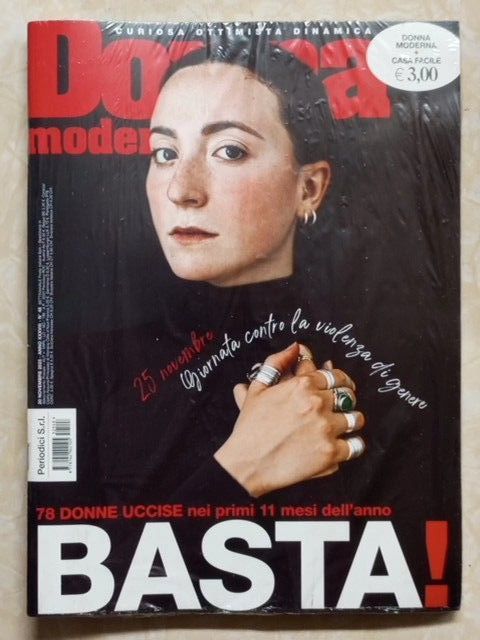 CURIOSA OTTIMISTA DINAMICA
Donna
moderna
DONNA
MODERNA
+
CASA FACILE
€ 3,00
25 novembre
Giornata contro la violenza di genere
Periodici S.r.l.
78 DONNE UCCISE nei primi 11 mesi dell'anno
BASTA!